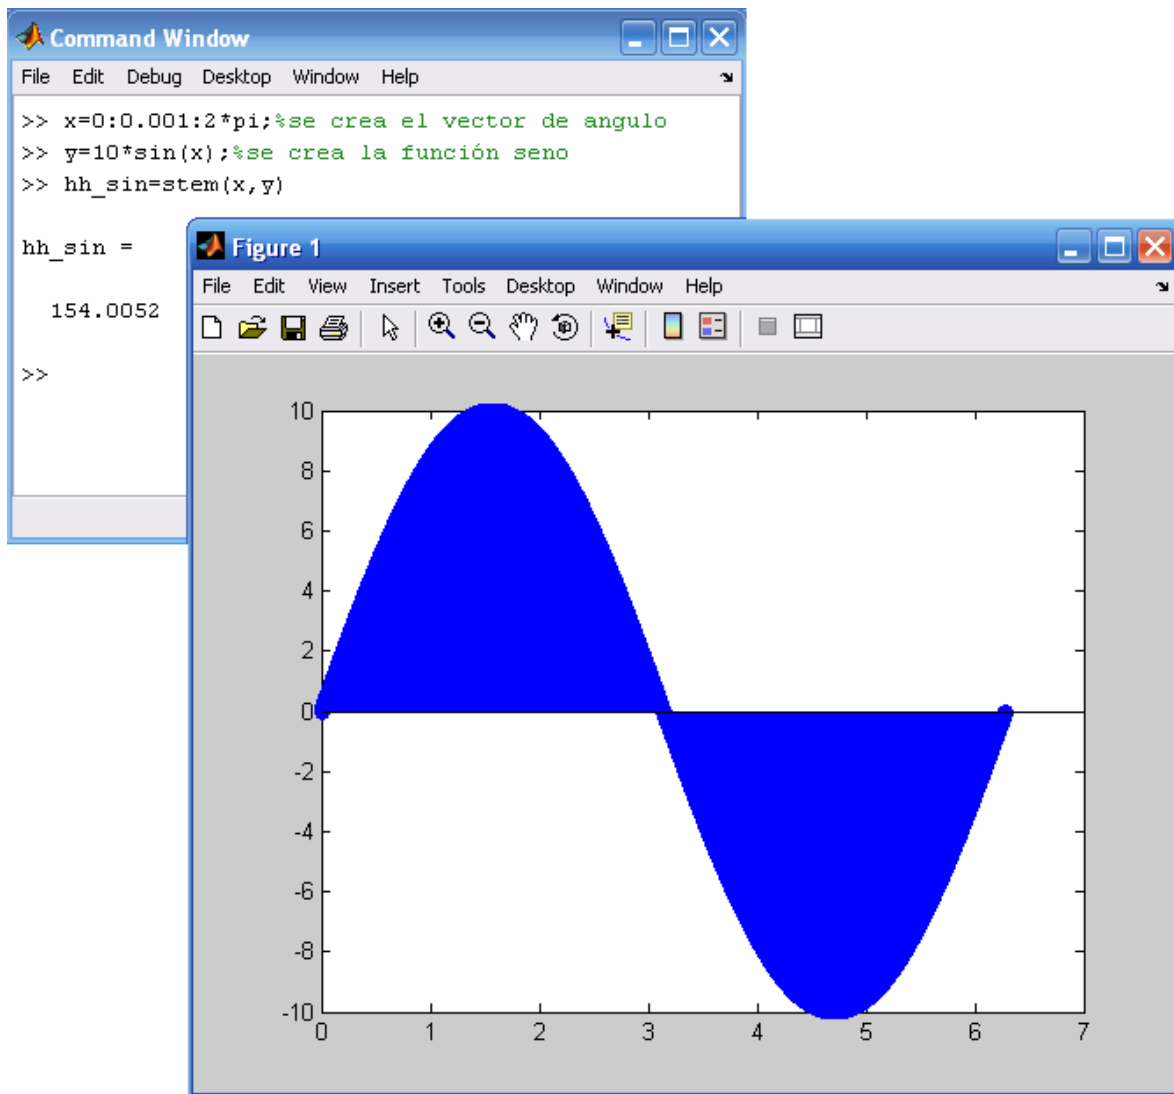 Command Window
File Edit Debug Desktop Window Help
>> x=0:0.001:2*pi;%se crea el vector de angulo
>> y=10*sin(x);%se crea la función seno
>> hh_sin=stem(x,y)
hh_sin =
154.0052
>>
Figure 1
File Edit View Insert Tools Desktop Window Help
10
8
6
4
2
0
-2
-4
-6
-8
-10
0 1 2 3 4 5 6 7